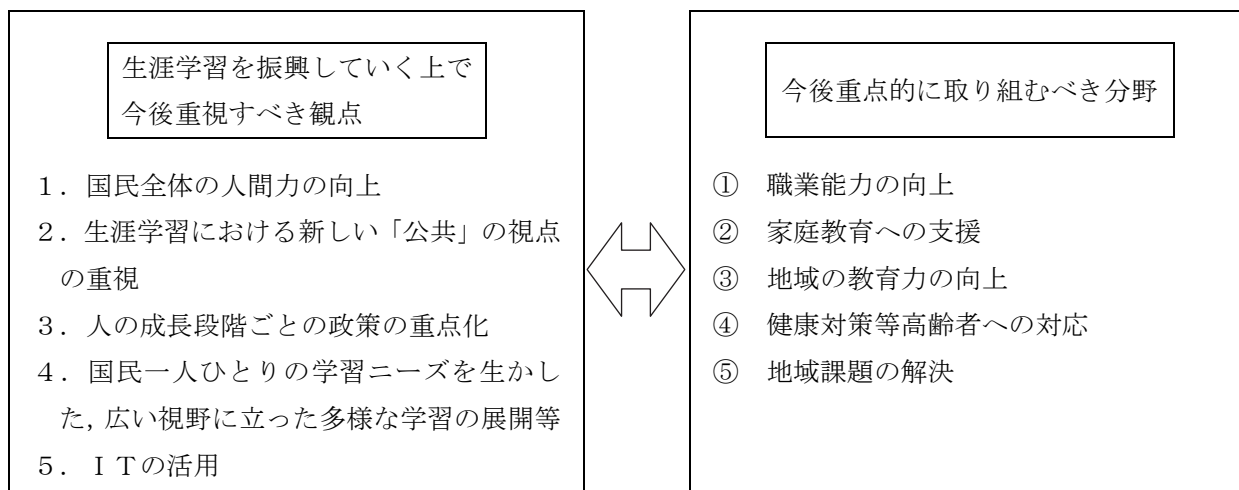 生涯学習を振興していく上で
今後重視すべき観点
１．国民全体の人間力の向上
２．生涯学習における新しい「公共」の視点
の重視
３．人の成長段階ごとの政策の重点化
４．国民一人ひとりの学習ニーズを生かし
た，広い視野に立った多様な学習の展開等
５．ＩＴの活用
今後重点的に取り組むべき分野
①　職業能力の向上
②　家庭教育への支援
③　地域の教育力の向上
④　健康対策等高齢者への対応
⑤　地域課題の解決